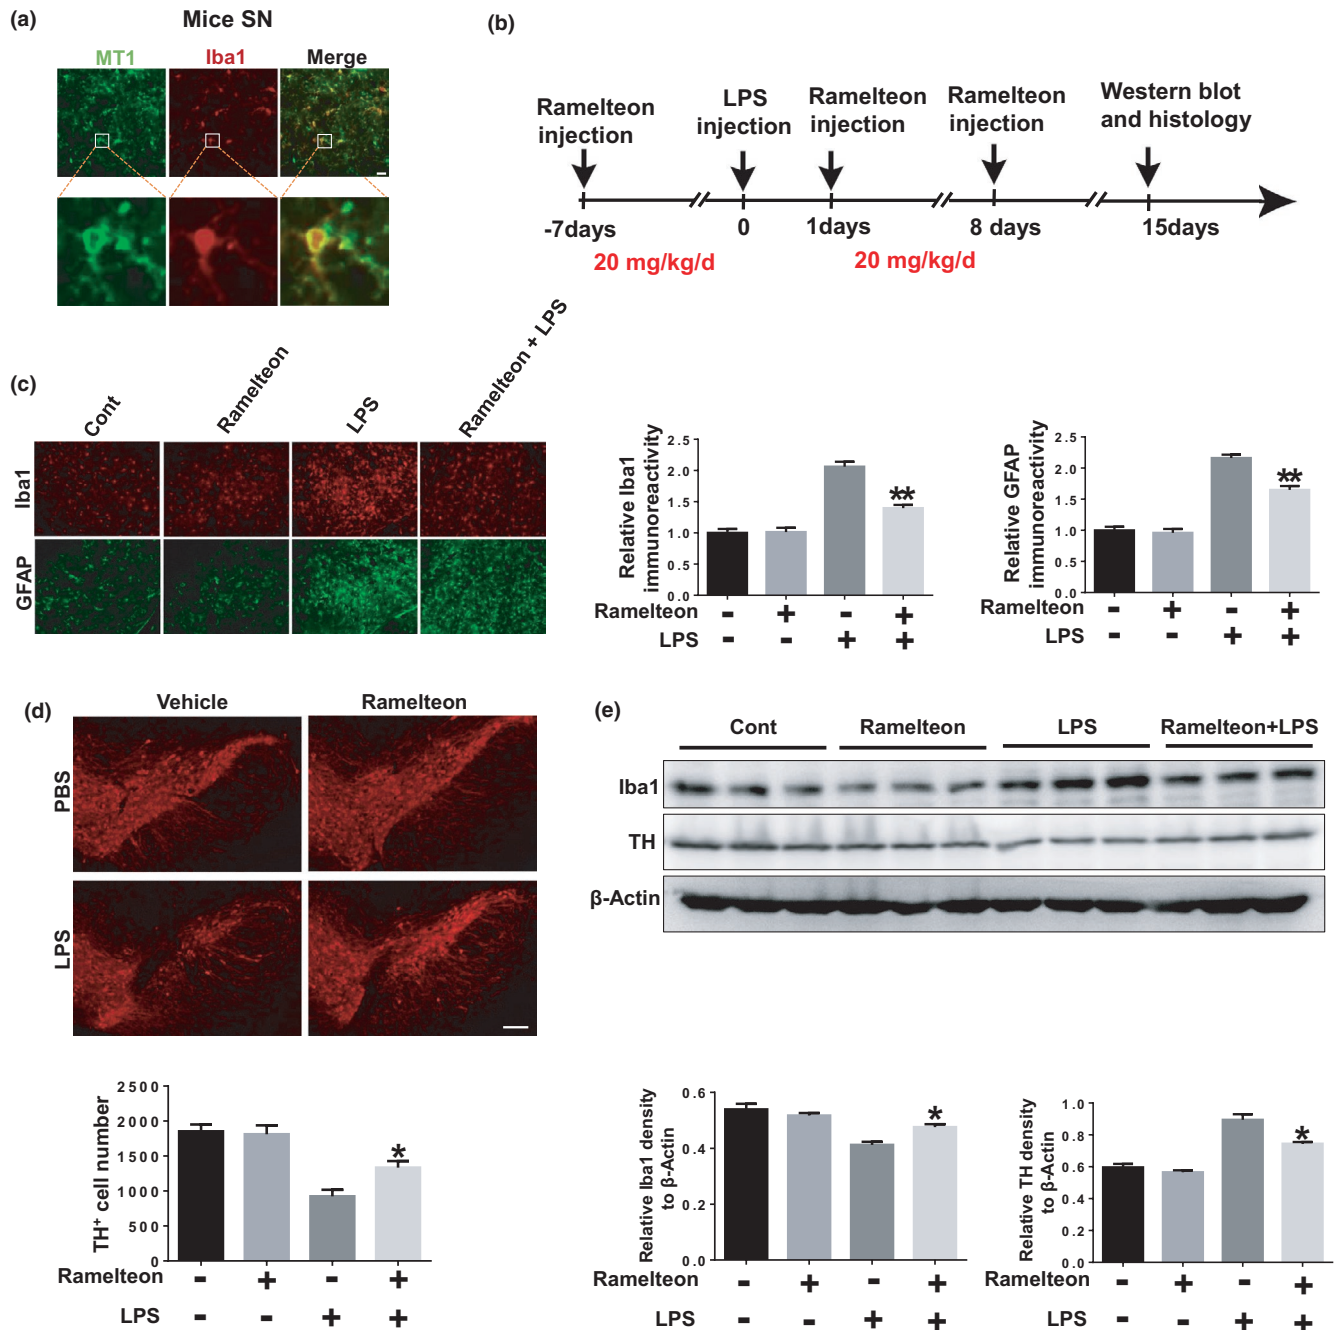 (a)
Mice SN
MT1 Iba1 Merge
(b)
Ramelteon injection
LPS injection
Ramelteon injection
Ramelteon injection
Western blot and histology
-7days 0 1days 8 days 15days
20 mg/kg/d 20 mg/kg/d
(c)
Cont Ramelteon LPS Ramelteon + LPS
Iba1
GFAP
Relative Iba1 immunoreactivity
2.5
2.0
1.5
1.0
0.5
0.0
**
Ramelteon - + - +
LPS - - + +
Relative GFAP immunoreactivity
2.5
2.0
1.5
1.0
0.5
0.0
**
Ramelteon - + - +
LPS - - + +
(d)
Vehicle Ramelteon
PBS
LPS
TH+ cell number
2500
2000
1500
1000
500
0
*
Ramelteon - + - +
LPS - - + +
(e)
Cont Ramelteon LPS Ramelteon+LPS
Iba1
TH
β-Actin
Relative Iba1 density to β-Actin
0.6
0.4
0.2
0.0
*
Ramelteon - + - +
LPS - - + +
Relative TH density to β-Actin
1.0
0.8
0.6
0.4
0.2
0.0
*
Ramelteon - + - +
LPS - - + +